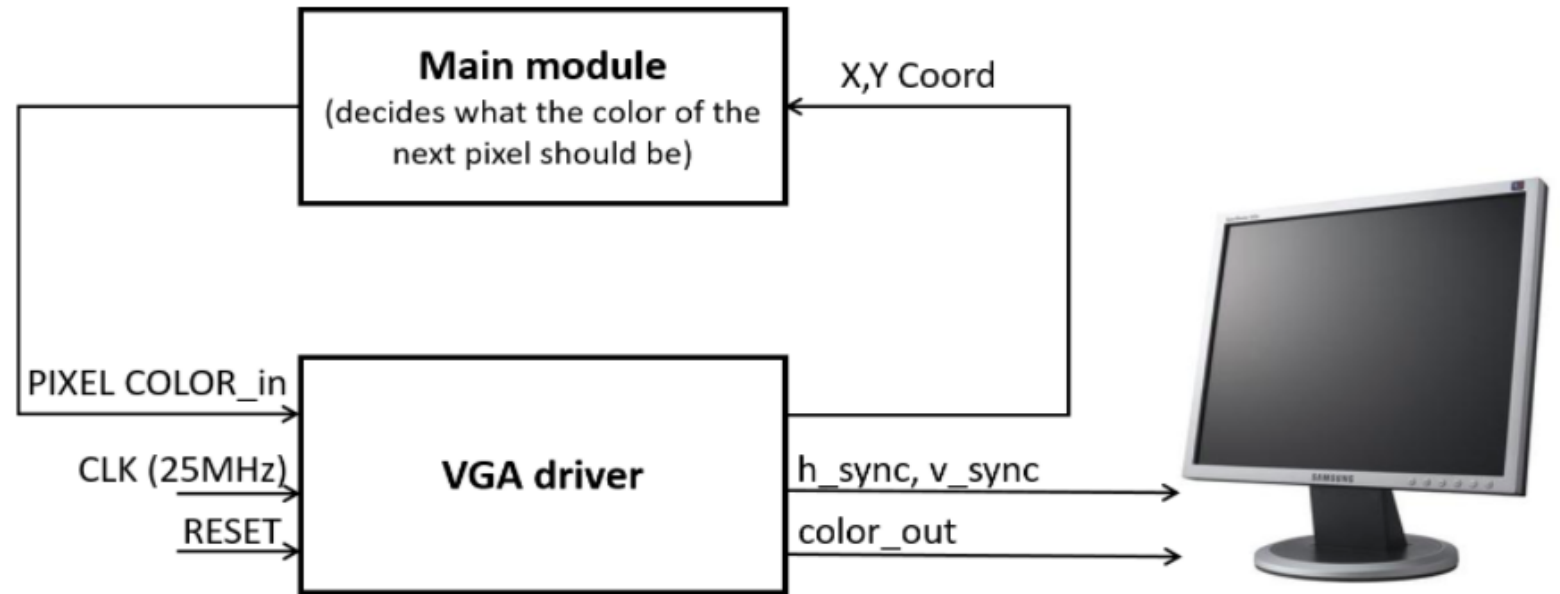 Main module
(decides what the color of the
next pixel should be)
X,Y Coord
PIXEL COLOR_in
CLK (25MHz)
RESET
VGA driver
h_sync, v_sync
color_out
SAMSUNG